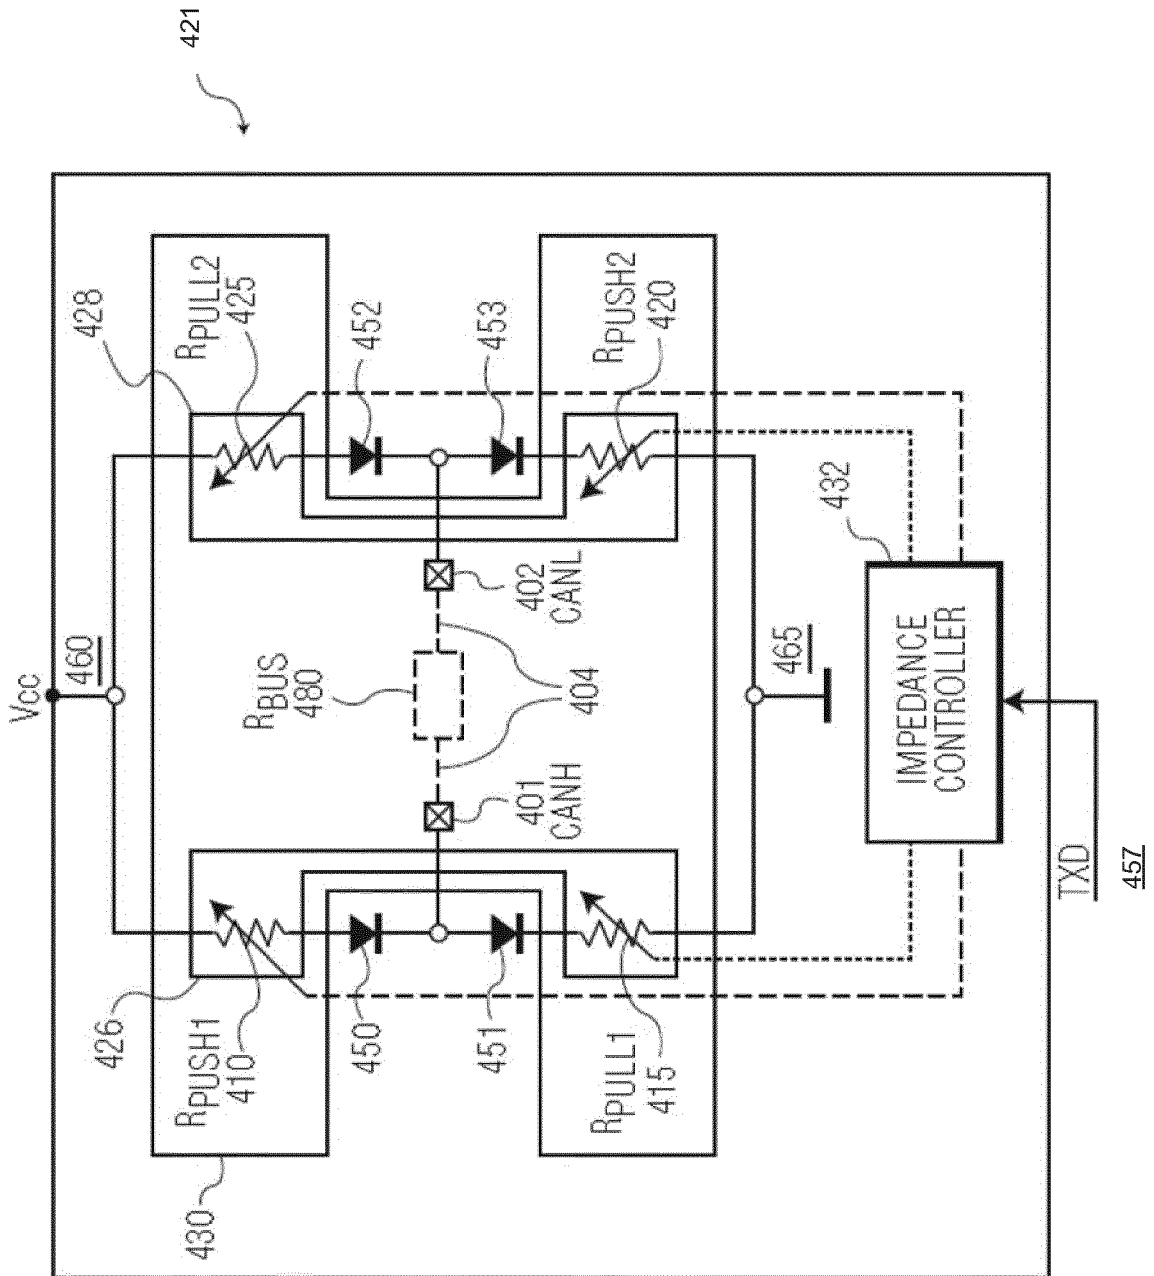 421
VCC
460
428
RPULL2
425
452
453
RPUSH2
420
432
402
CANL
RBUS
480
404
401
CANH
465
IMPEDANCE
CONTROLLER
426
RPUSH1
410
450
451
RPULL1
415
430
TXD
457